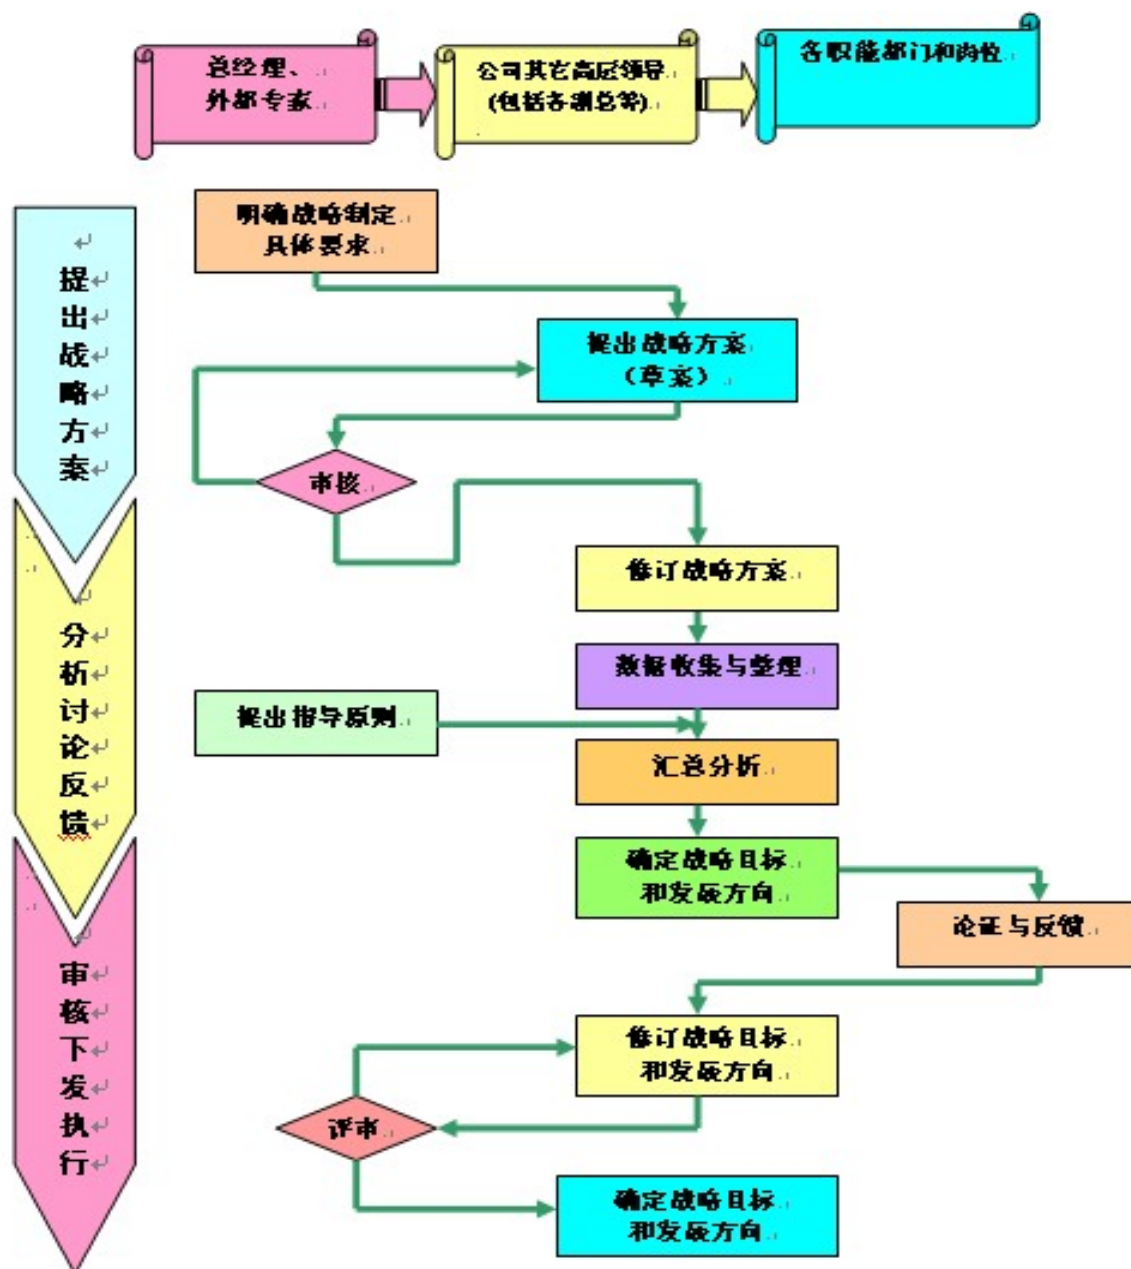 总经理、
外部专家
公司其它高层领导
(包括各副总等)
各职能部门和岗位
提出战略方案
分析讨论反馈
审核下发执行
明确战略制定
具体要求
提出战略方案
（草案）
审核
修订战略方案
数据收集与整理
提出指导原则
汇总分析
确定战略目标
和发展方向
论证与反馈
修订战略目标
和发展方向
评审
确定战略目标
和发展方向